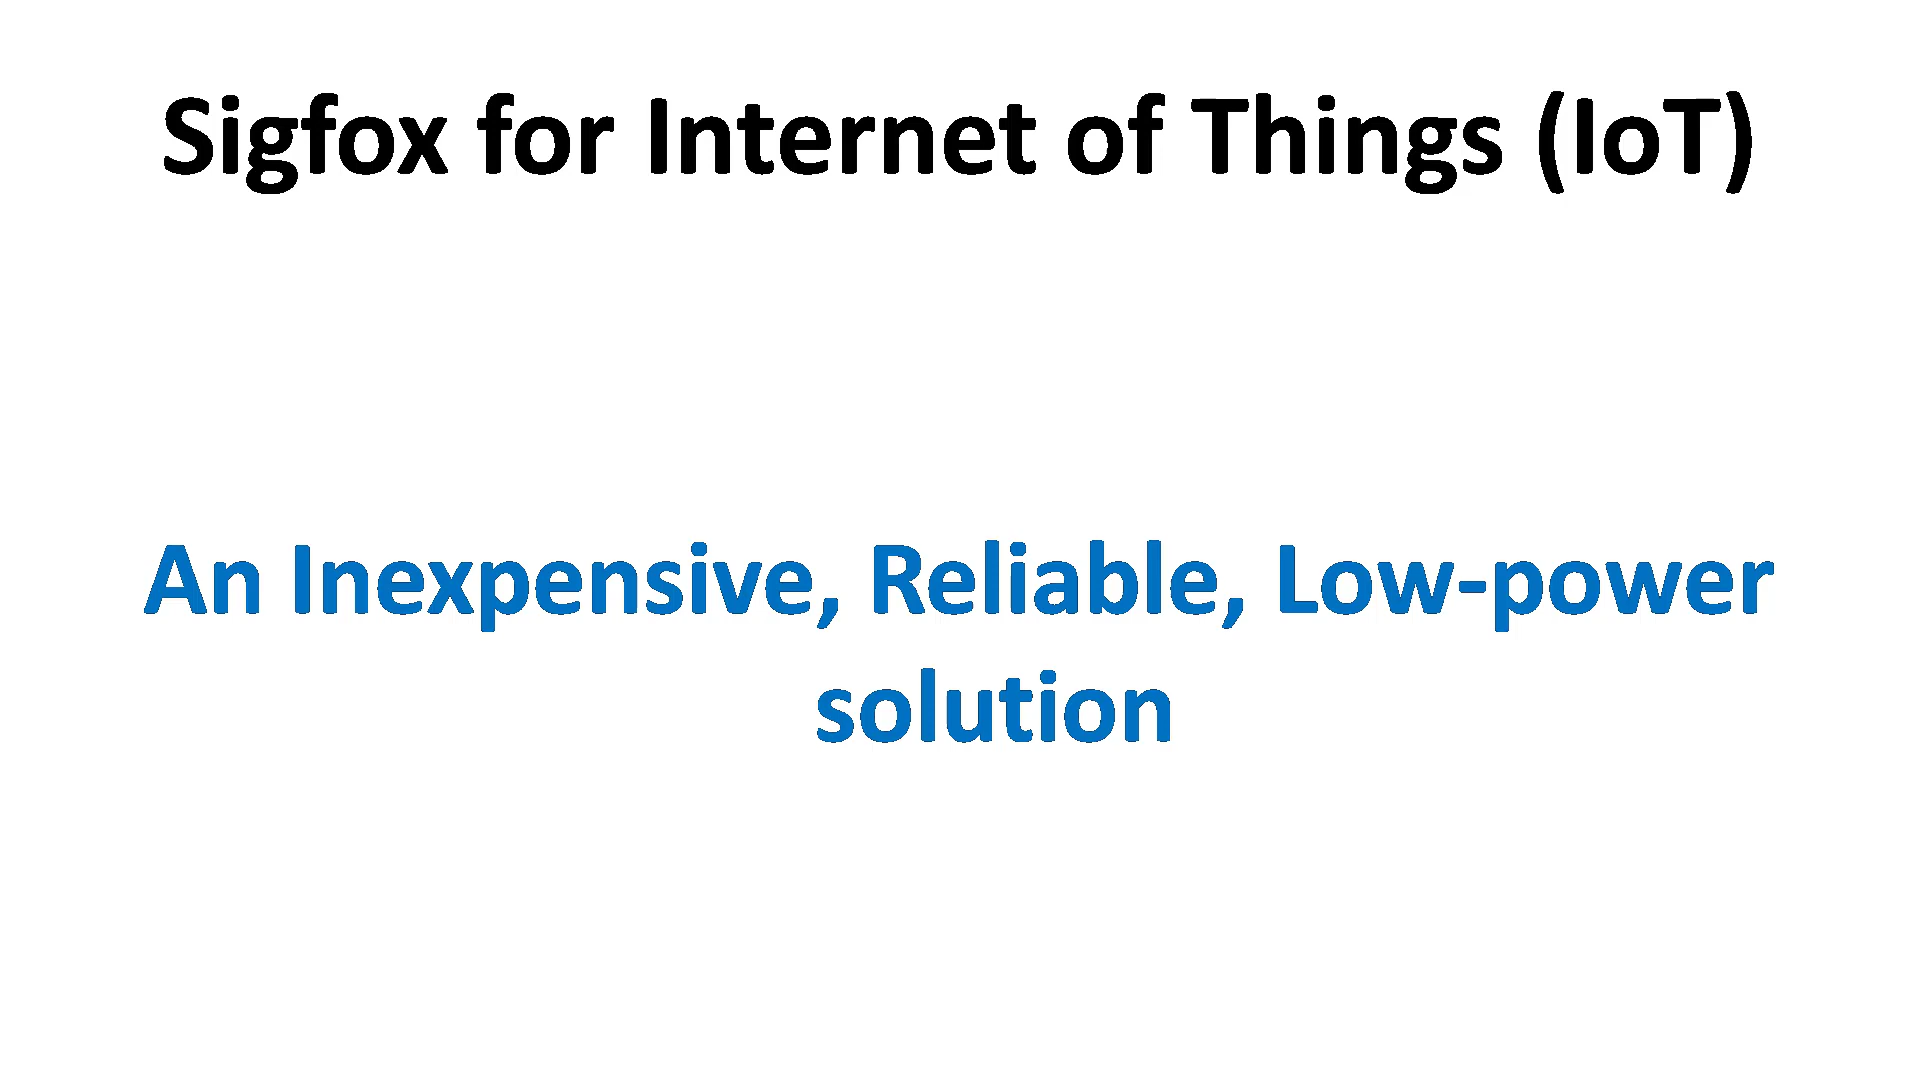 Sigfox for Internet of Things (IoT)
An Inexpensive, Reliable, Low-power
solution